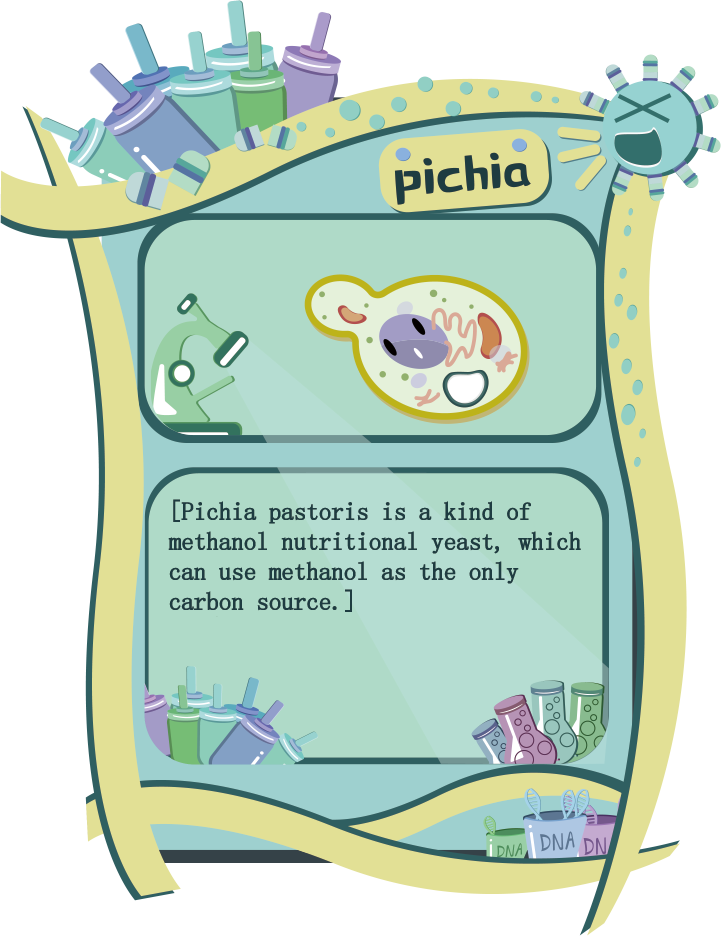 pichia
[Pichia pastoris is a kind of
methanol nutritional yeast, which
can use methanol as the only
carbon source.]
DNA
DNA
DN